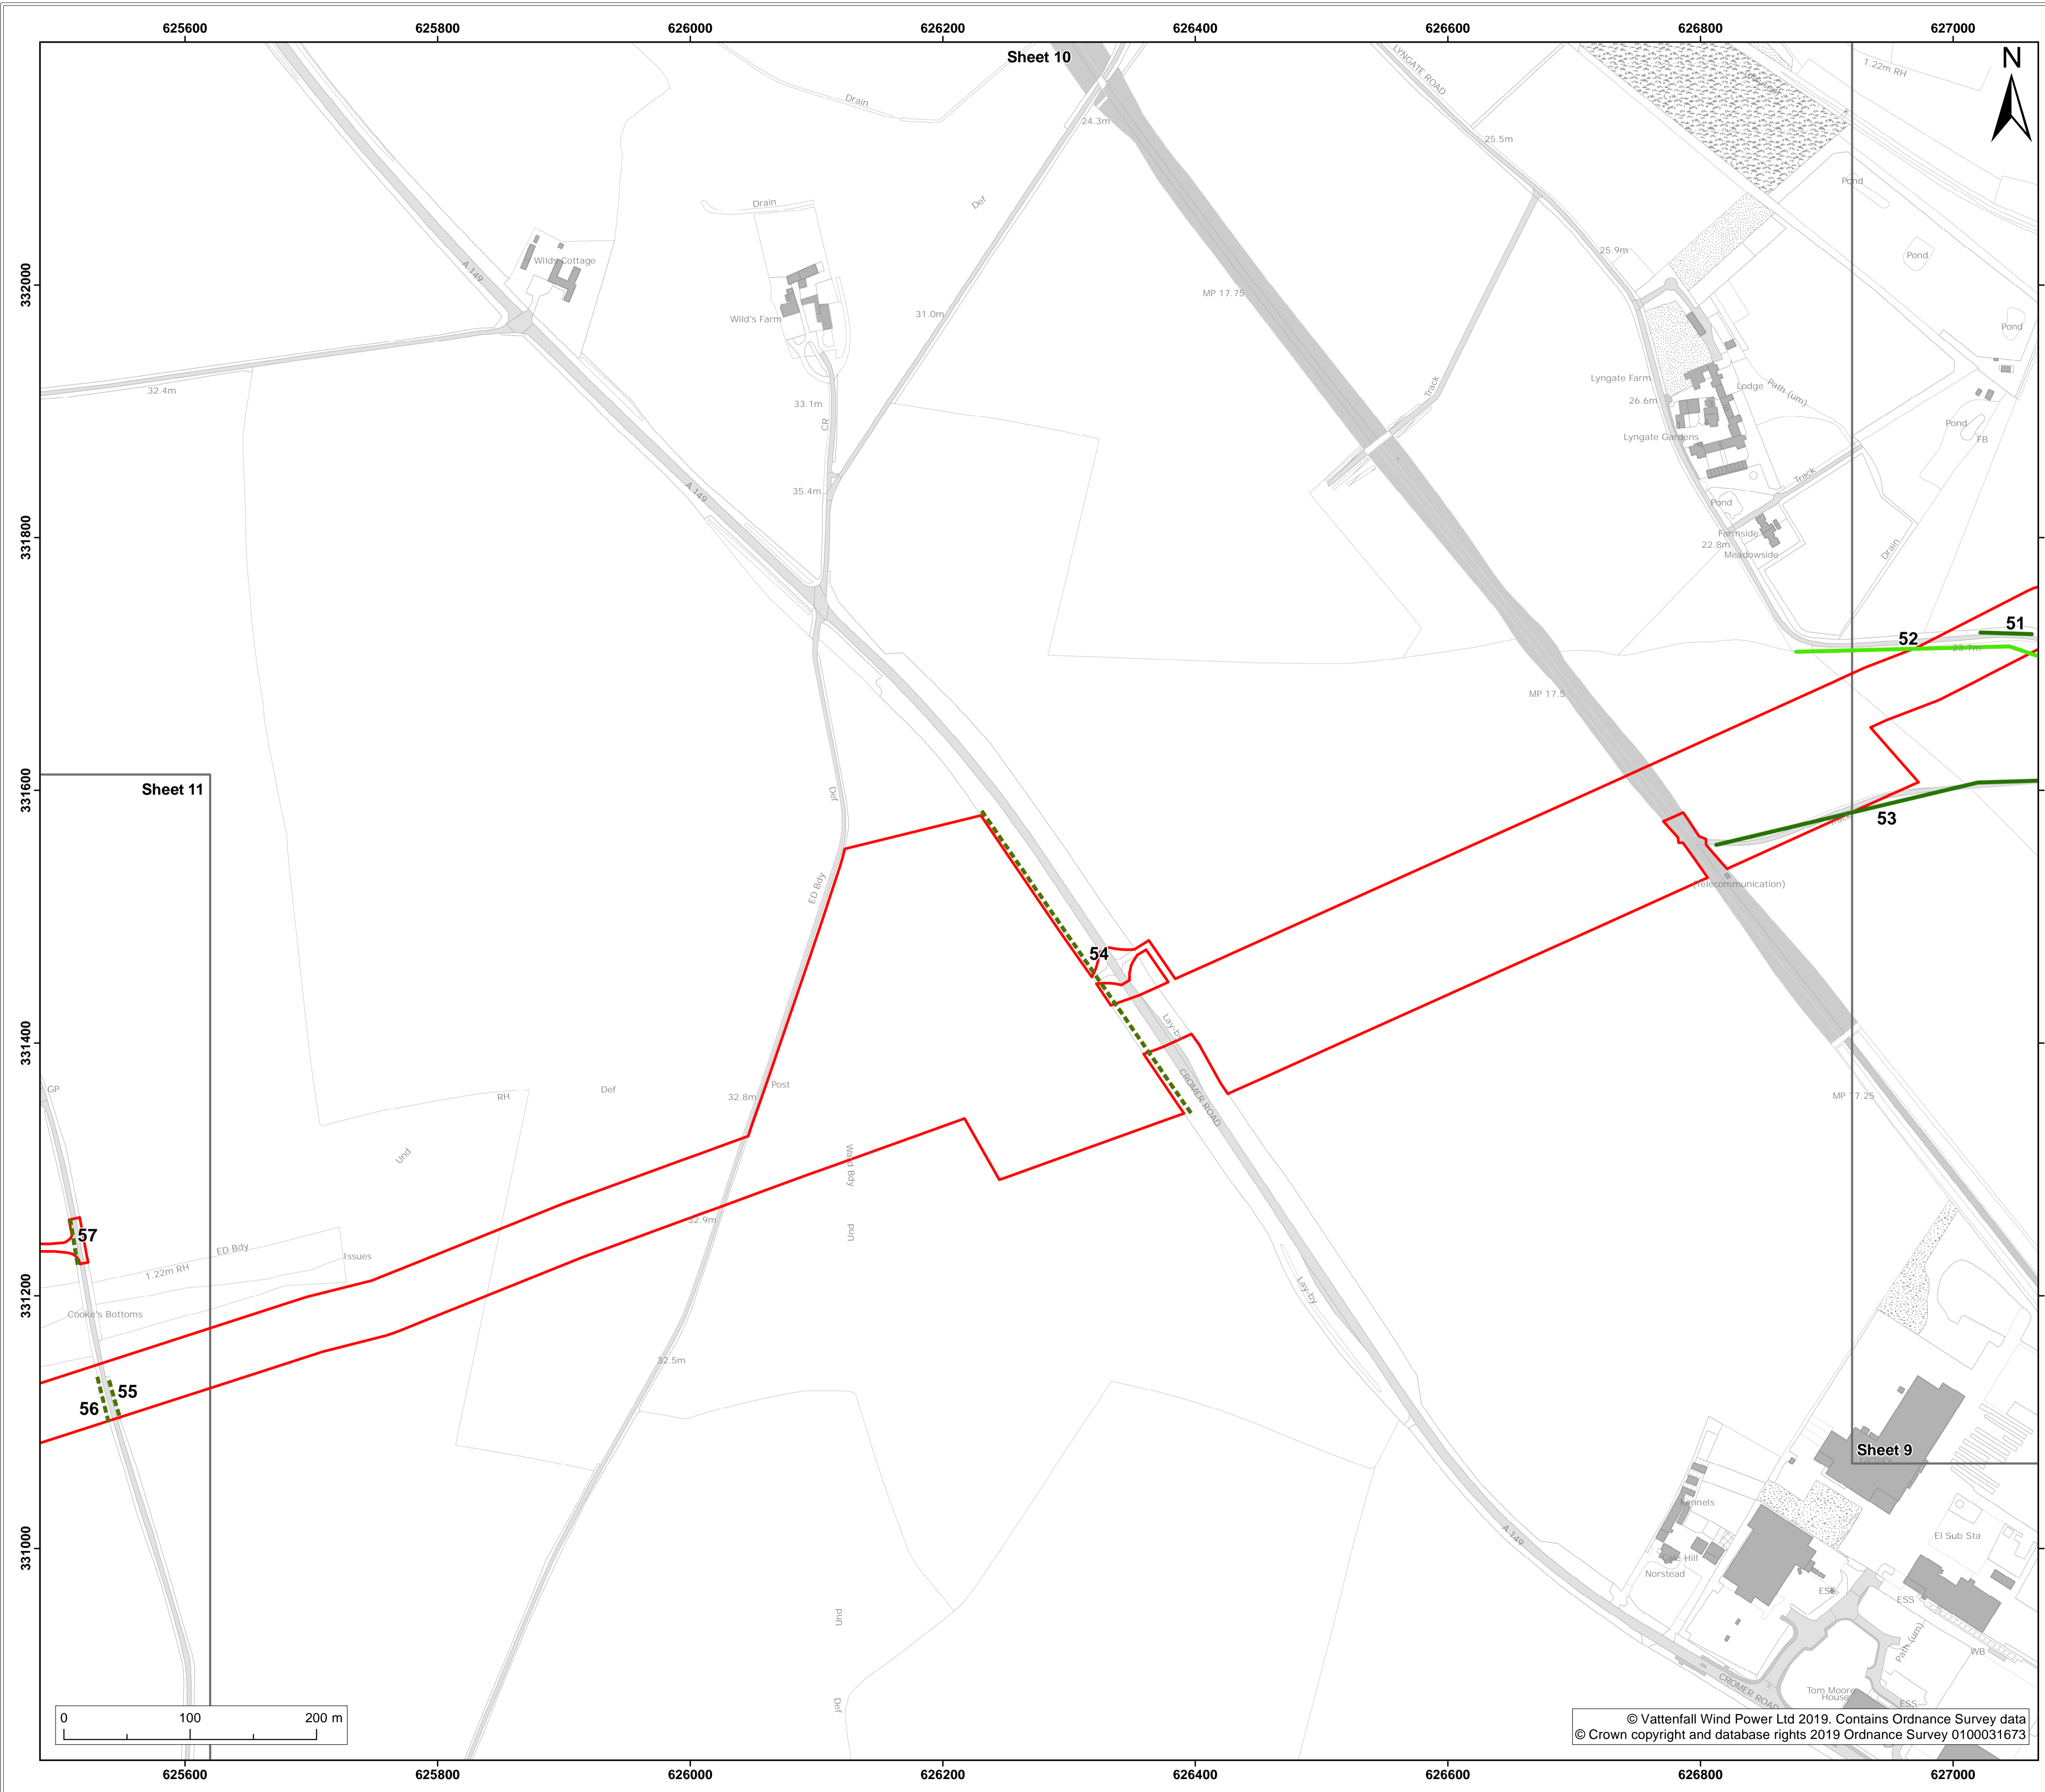 625600 625800 626000 626200 626400 626600 626800 627000
Sheet 10
N
LYNGATE ROAD
1.22m RH
Drain
24.3m
25.5m
Pond
Drain
Def
25.9m
Pond
A 149
Wilds Cottage
332000
MP 17.75
31.0m
Wild's Farm
Pond
32.4m
33.1m
CR
Track
Lyngate Farm
Lodge
Path (um)
26.6m
Lyngate Gardens
Pond
FB
A 149
35.4m
Track
Pond
331800
Farmside
22.8m
Meadowside
Drain
51
52
23.7m
MP 17.5
331600
Sheet 11
Def
53
ED Bdy
(Telecommunication)
54
Lay-by
331400
CROMER ROAD
GP
RH
Def
Post
32.8m
MP 17.25
Und
Ward Bdy
32.9m
Und
57
ED Bdy
Issues
1.22m RH
331200
Cooke's Bottoms
Lay-by
32.5m
55
56
Sheet 9
Factory
Kennels
331000
A 149
El Sub Sta
Cole Hill
Norstead
ESS
ESS
Und
Path (um)
WB
CROMER ROAD
Tom Moore
House
ESS
Def
0 100 200 m
© Vattenfall Wind Power Ltd 2019. Contains Ordnance Survey data
© Crown copyright and database rights 2019 Ordnance Survey 0100031673
625600 625800 626000 626200 626400 626600 626800 627000